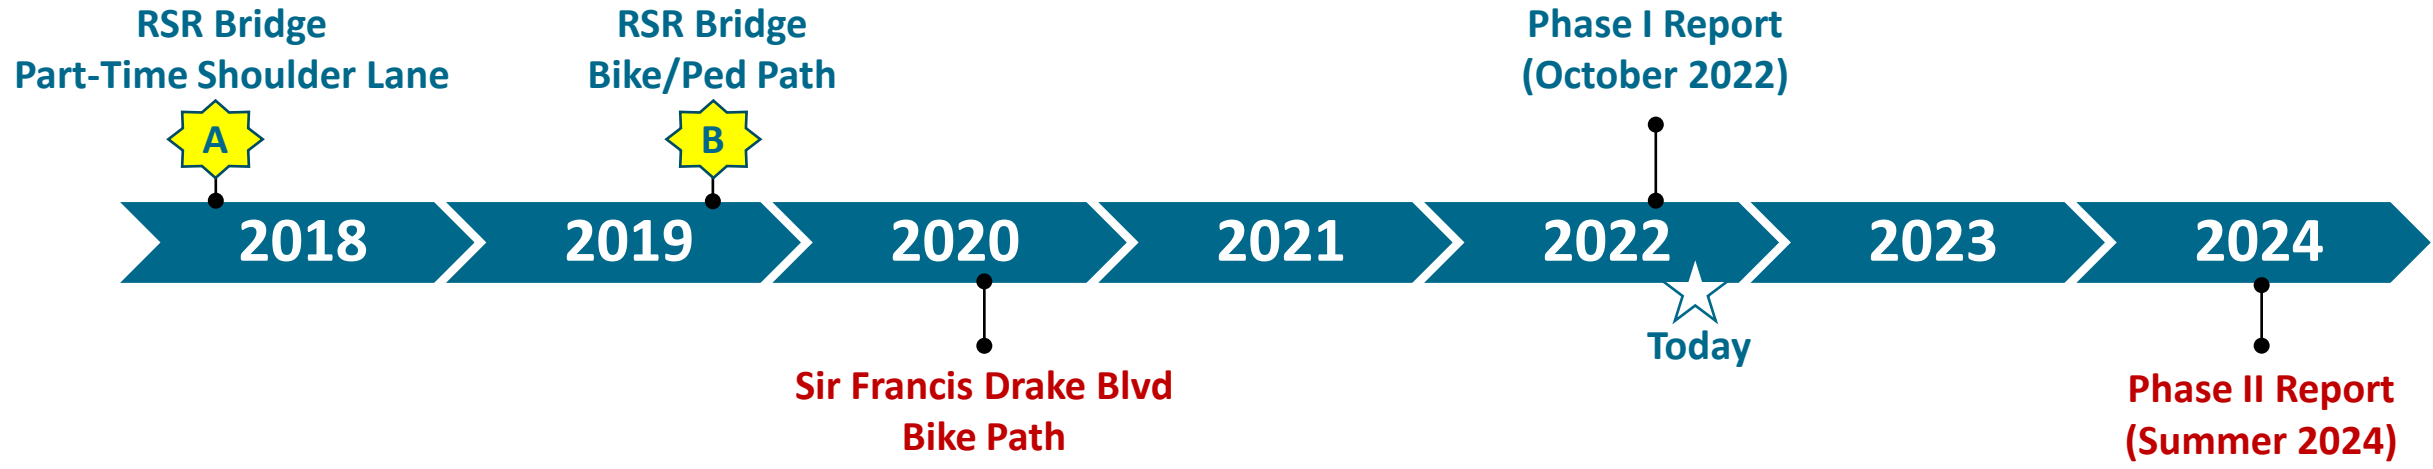 RSR Bridge
Part-Time Shoulder Lane
A
RSR Bridge
Bike/Ped Path
B
Phase I Report
(October 2022)
2018
2019
2020
2021
2022
2023
2024
Sir Francis Drake Blvd
Bike Path
Today
Phase II Report
(Summer 2024)